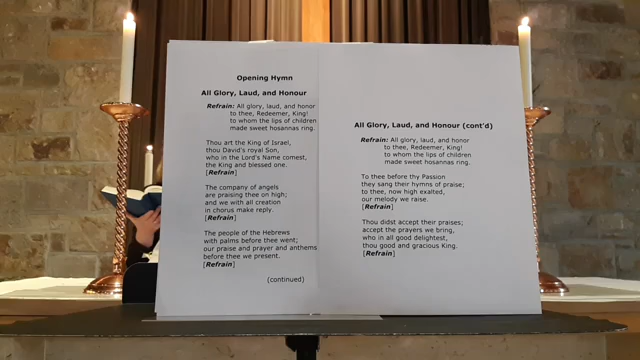 Opening Hymn
All Glory, Laud, and Honour
Refrain: All glory, laud, and honor
to thee, Redeemer, King!
to whom the lips of children
made sweet hosannas ring.
Thou art the King of Israel,
thou David's royal Son,
who in the Lord's Name comest,
the King and blessed one.
[Refrain]
The company of angels
are praising thee on high;
and we with all creation
in chorus make reply.
[Refrain]
The people of the Hebrews
with palms before thee went;
our praise and prayer and anthems
before thee we present.
[Refrain]
(continued)
All Glory, Laud, and Honour (cont'd)
Refrain: All glory, laud, and honor
to thee, Redeemer, King!
to whom the lips of children
made sweet hosannas ring.
To thee before thy Passion
they sang their hymns of praise;
to thee, now high exalted,
our melody we raise.
[Refrain]
Thou didst accept their praises;
accept the prayers we bring,
who in all good delightest,
thou good and gracious King.
[Refrain]